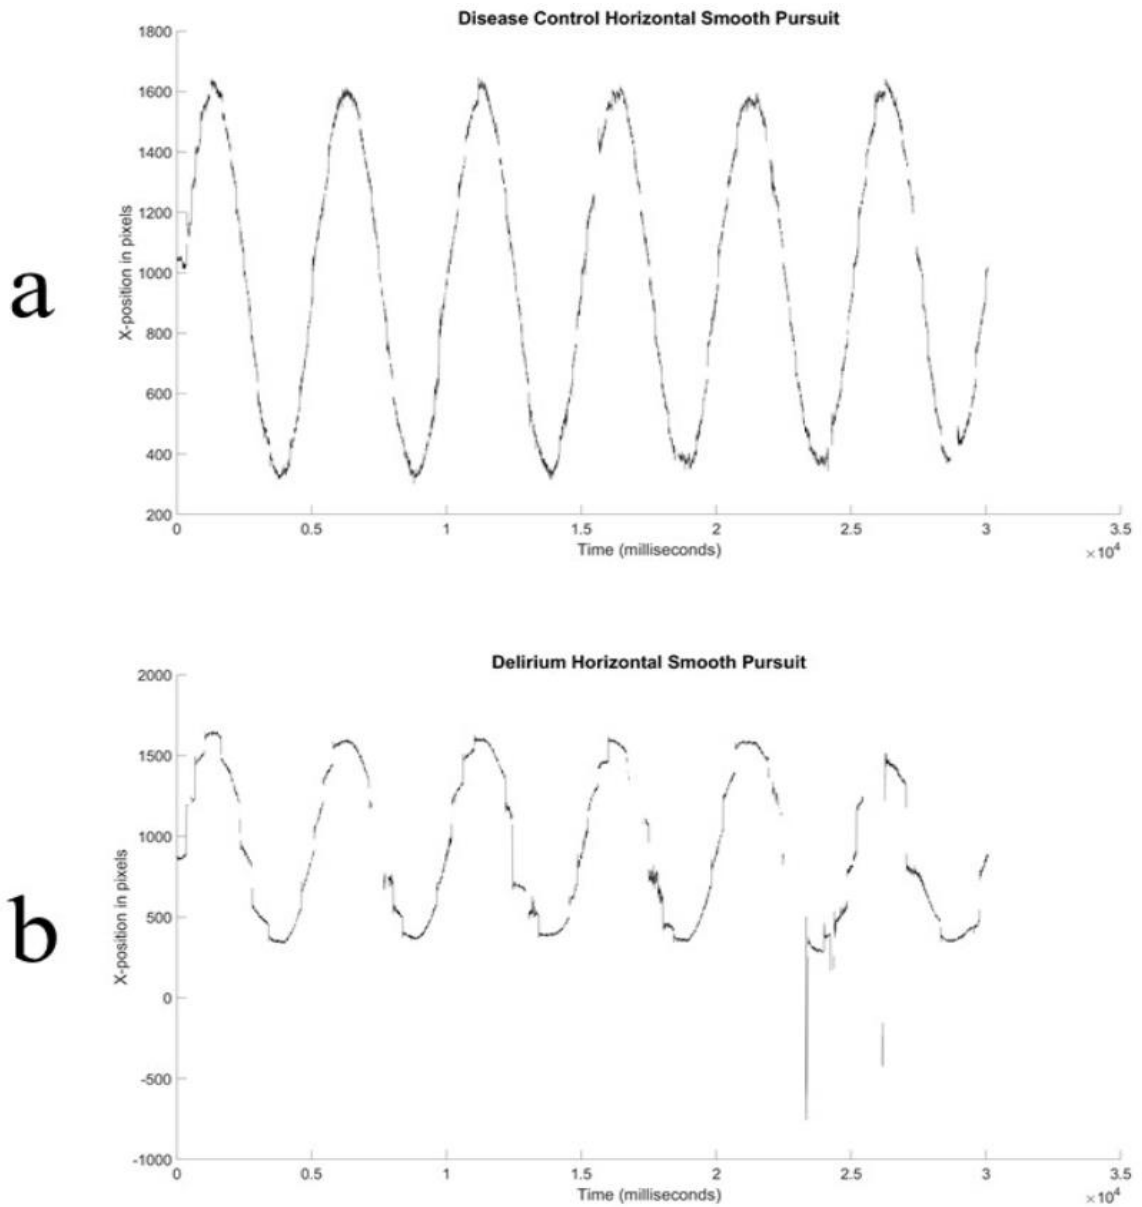 Disease Control Horizontal Smooth Pursuit
1800
1600
1400
1200
1000
800
600
400
200
X-position in pixels
a
0 0.5 1 1.5 2 2.5 3 3.5
Time (milliseconds)
×10⁴
Delirium Horizontal Smooth Pursuit
2000
1500
1000
500
0
-500
-1000
X-position in pixels
b
0 0.5 1 1.5 2 2.5 3 3.5
Time (milliseconds)
×10⁴